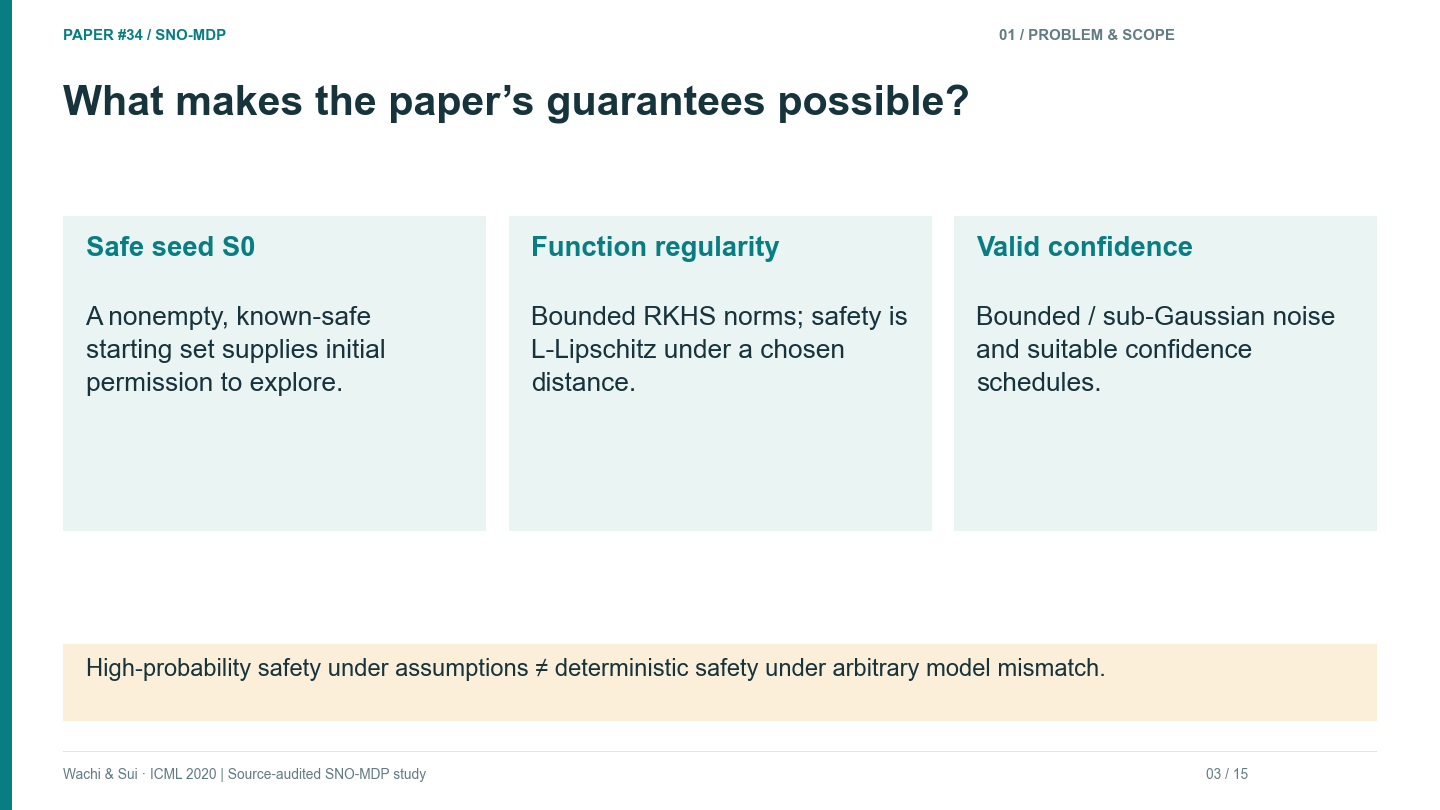 PAPER #34 / SNO-MDP
01 / PROBLEM & SCOPE
What makes the paper’s guarantees possible?
Safe seed S0
A nonempty, known-safe
starting set supplies initial
permission to explore.
Function regularity
Bounded RKHS norms; safety is
L-Lipschitz under a chosen
distance.
Valid confidence
Bounded / sub-Gaussian noise
and suitable confidence
schedules.
High-probability safety under assumptions ≠ deterministic safety under arbitrary model mismatch.
Wachi & Sui · ICML 2020 | Source-audited SNO-MDP study
03 / 15